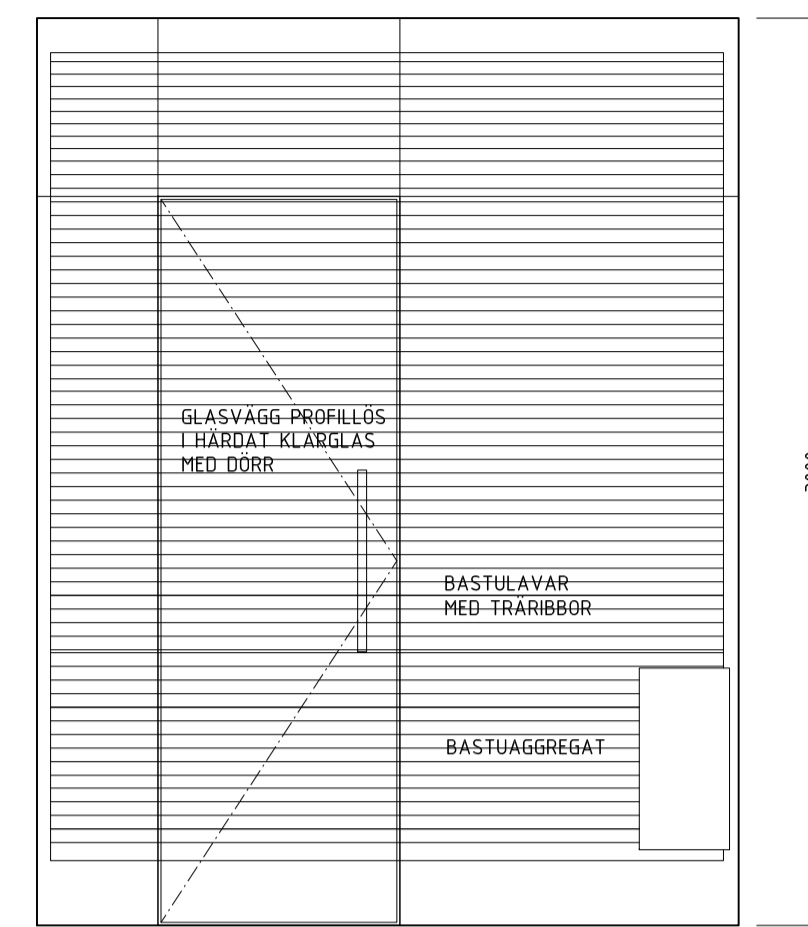 GLASVÄGG PROFILLÖS
I HÄRDAT KLARGLAS
MED DÖRR
BASTULAVAR
MED TRÄRIBBOR
BASTUAGGREGAT